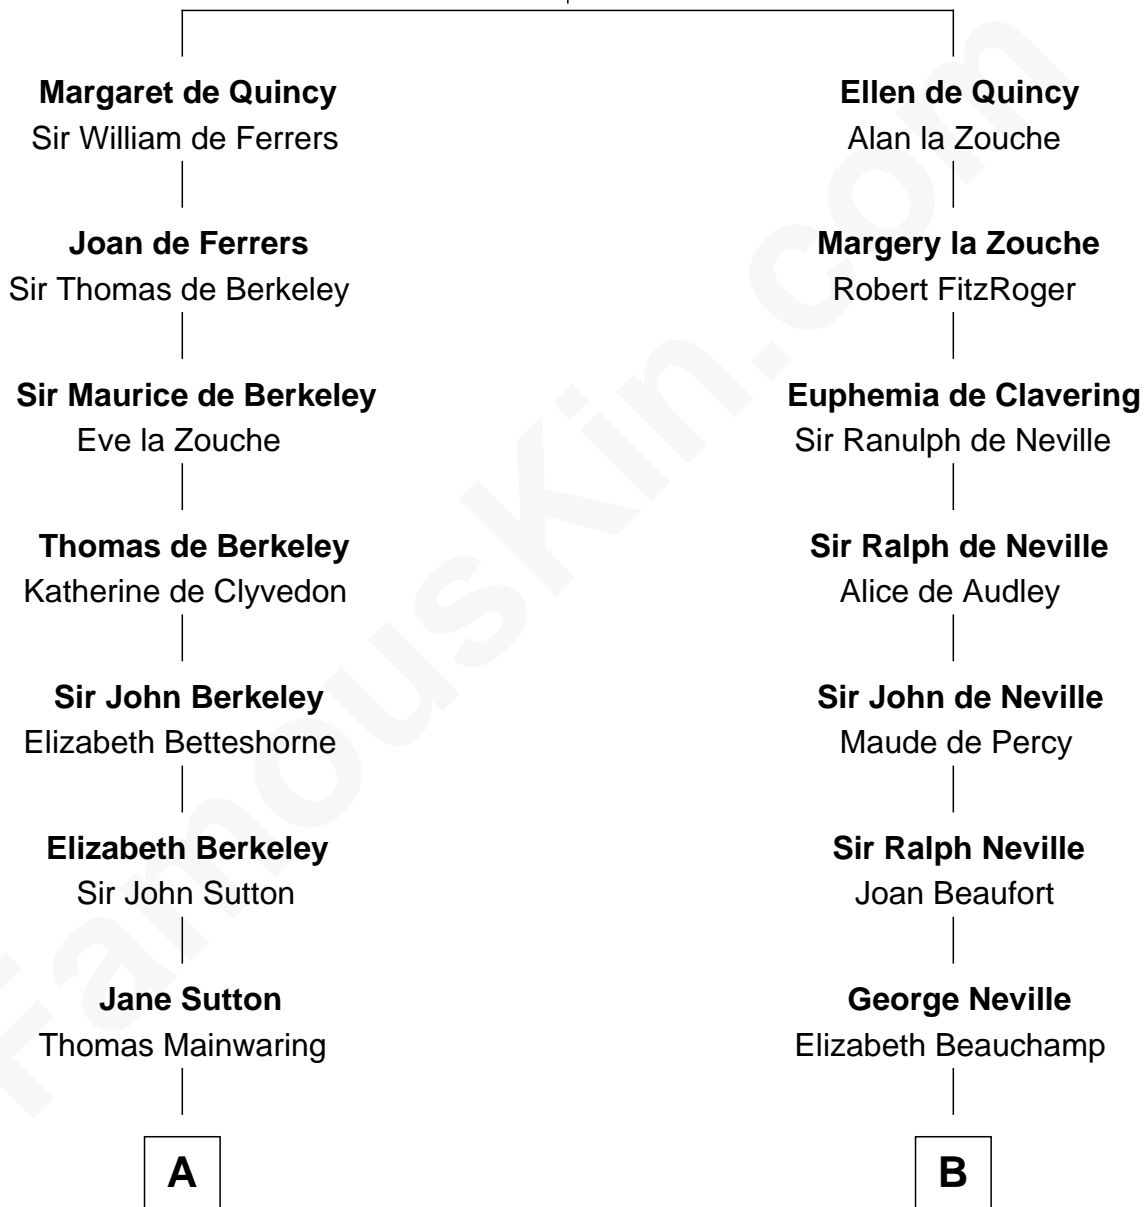 Margaret de Quincy
Sir William de Ferrers
Joan de Ferrers
Sir Thomas de Berkeley
Sir Maurice de Berkeley
Eve la Zouche
Thomas de Berkeley
Katherine de Clyvedon
Sir John Berkeley
Elizabeth Betteshorne
Elizabeth Berkeley
Sir John Sutton
Jane Sutton
Thomas Mainwaring
A
Ellen de Quincy
Alan la Zouche
Margery la Zouche
Robert FitzRoger
Euphemia de Clavering
Sir Ranulph de Neville
Sir Ralph de Neville
Alice de Audley
Sir John de Neville
Maude de Percy
Sir Ralph Neville
Joan Beaufort
George Neville
Elizabeth Beauchamp
B
FamousKin.com